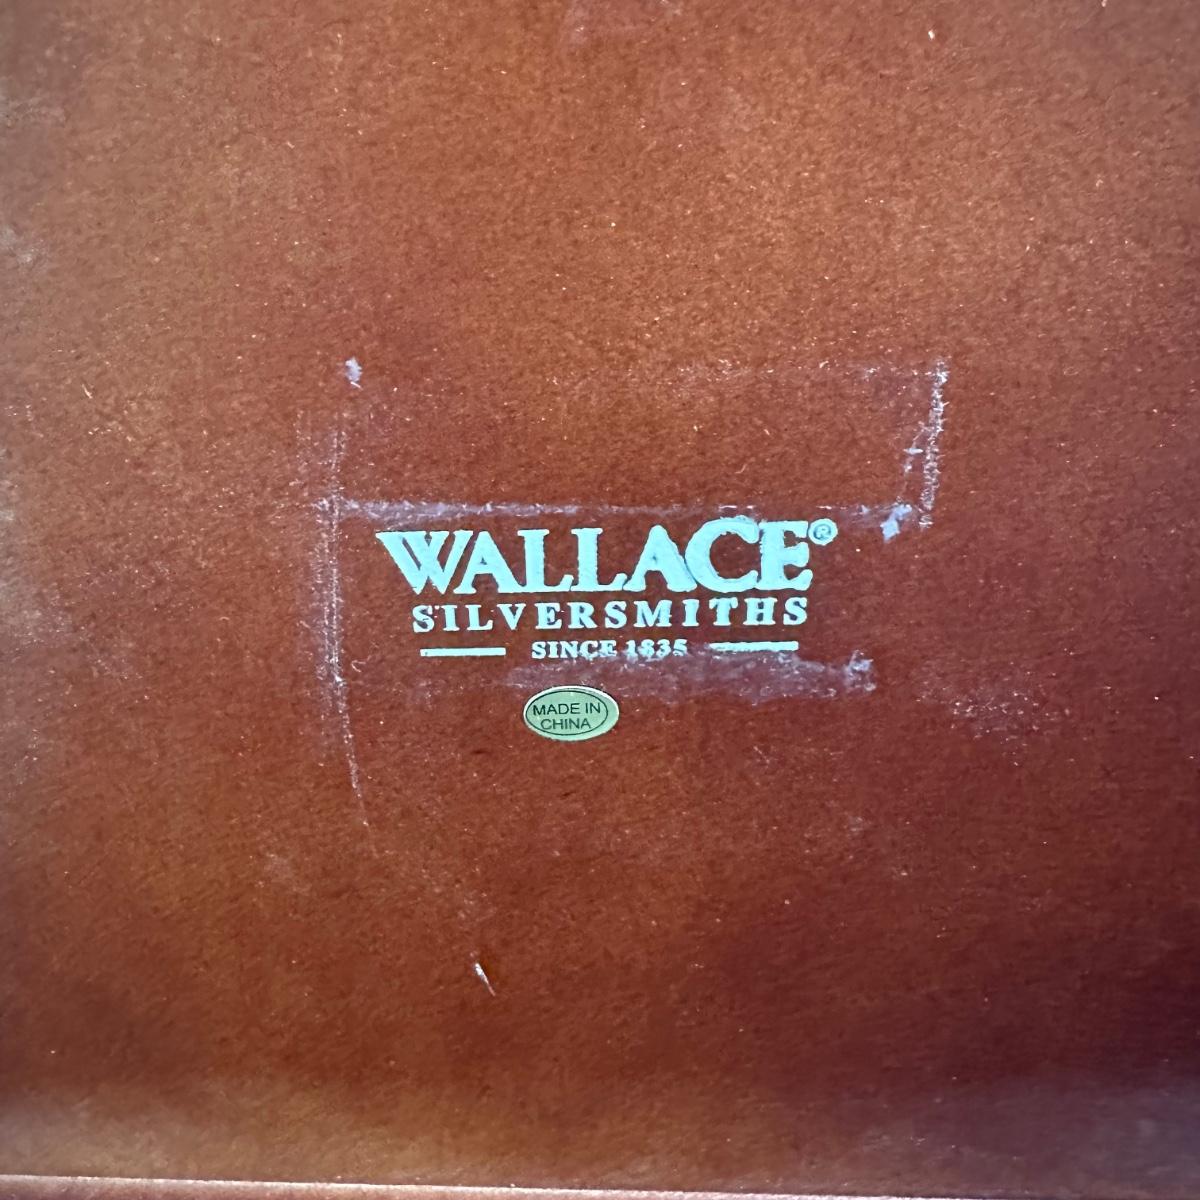 WALLACE®
SILVERSMITHS
SINCE 1835
MADE IN
CHINA